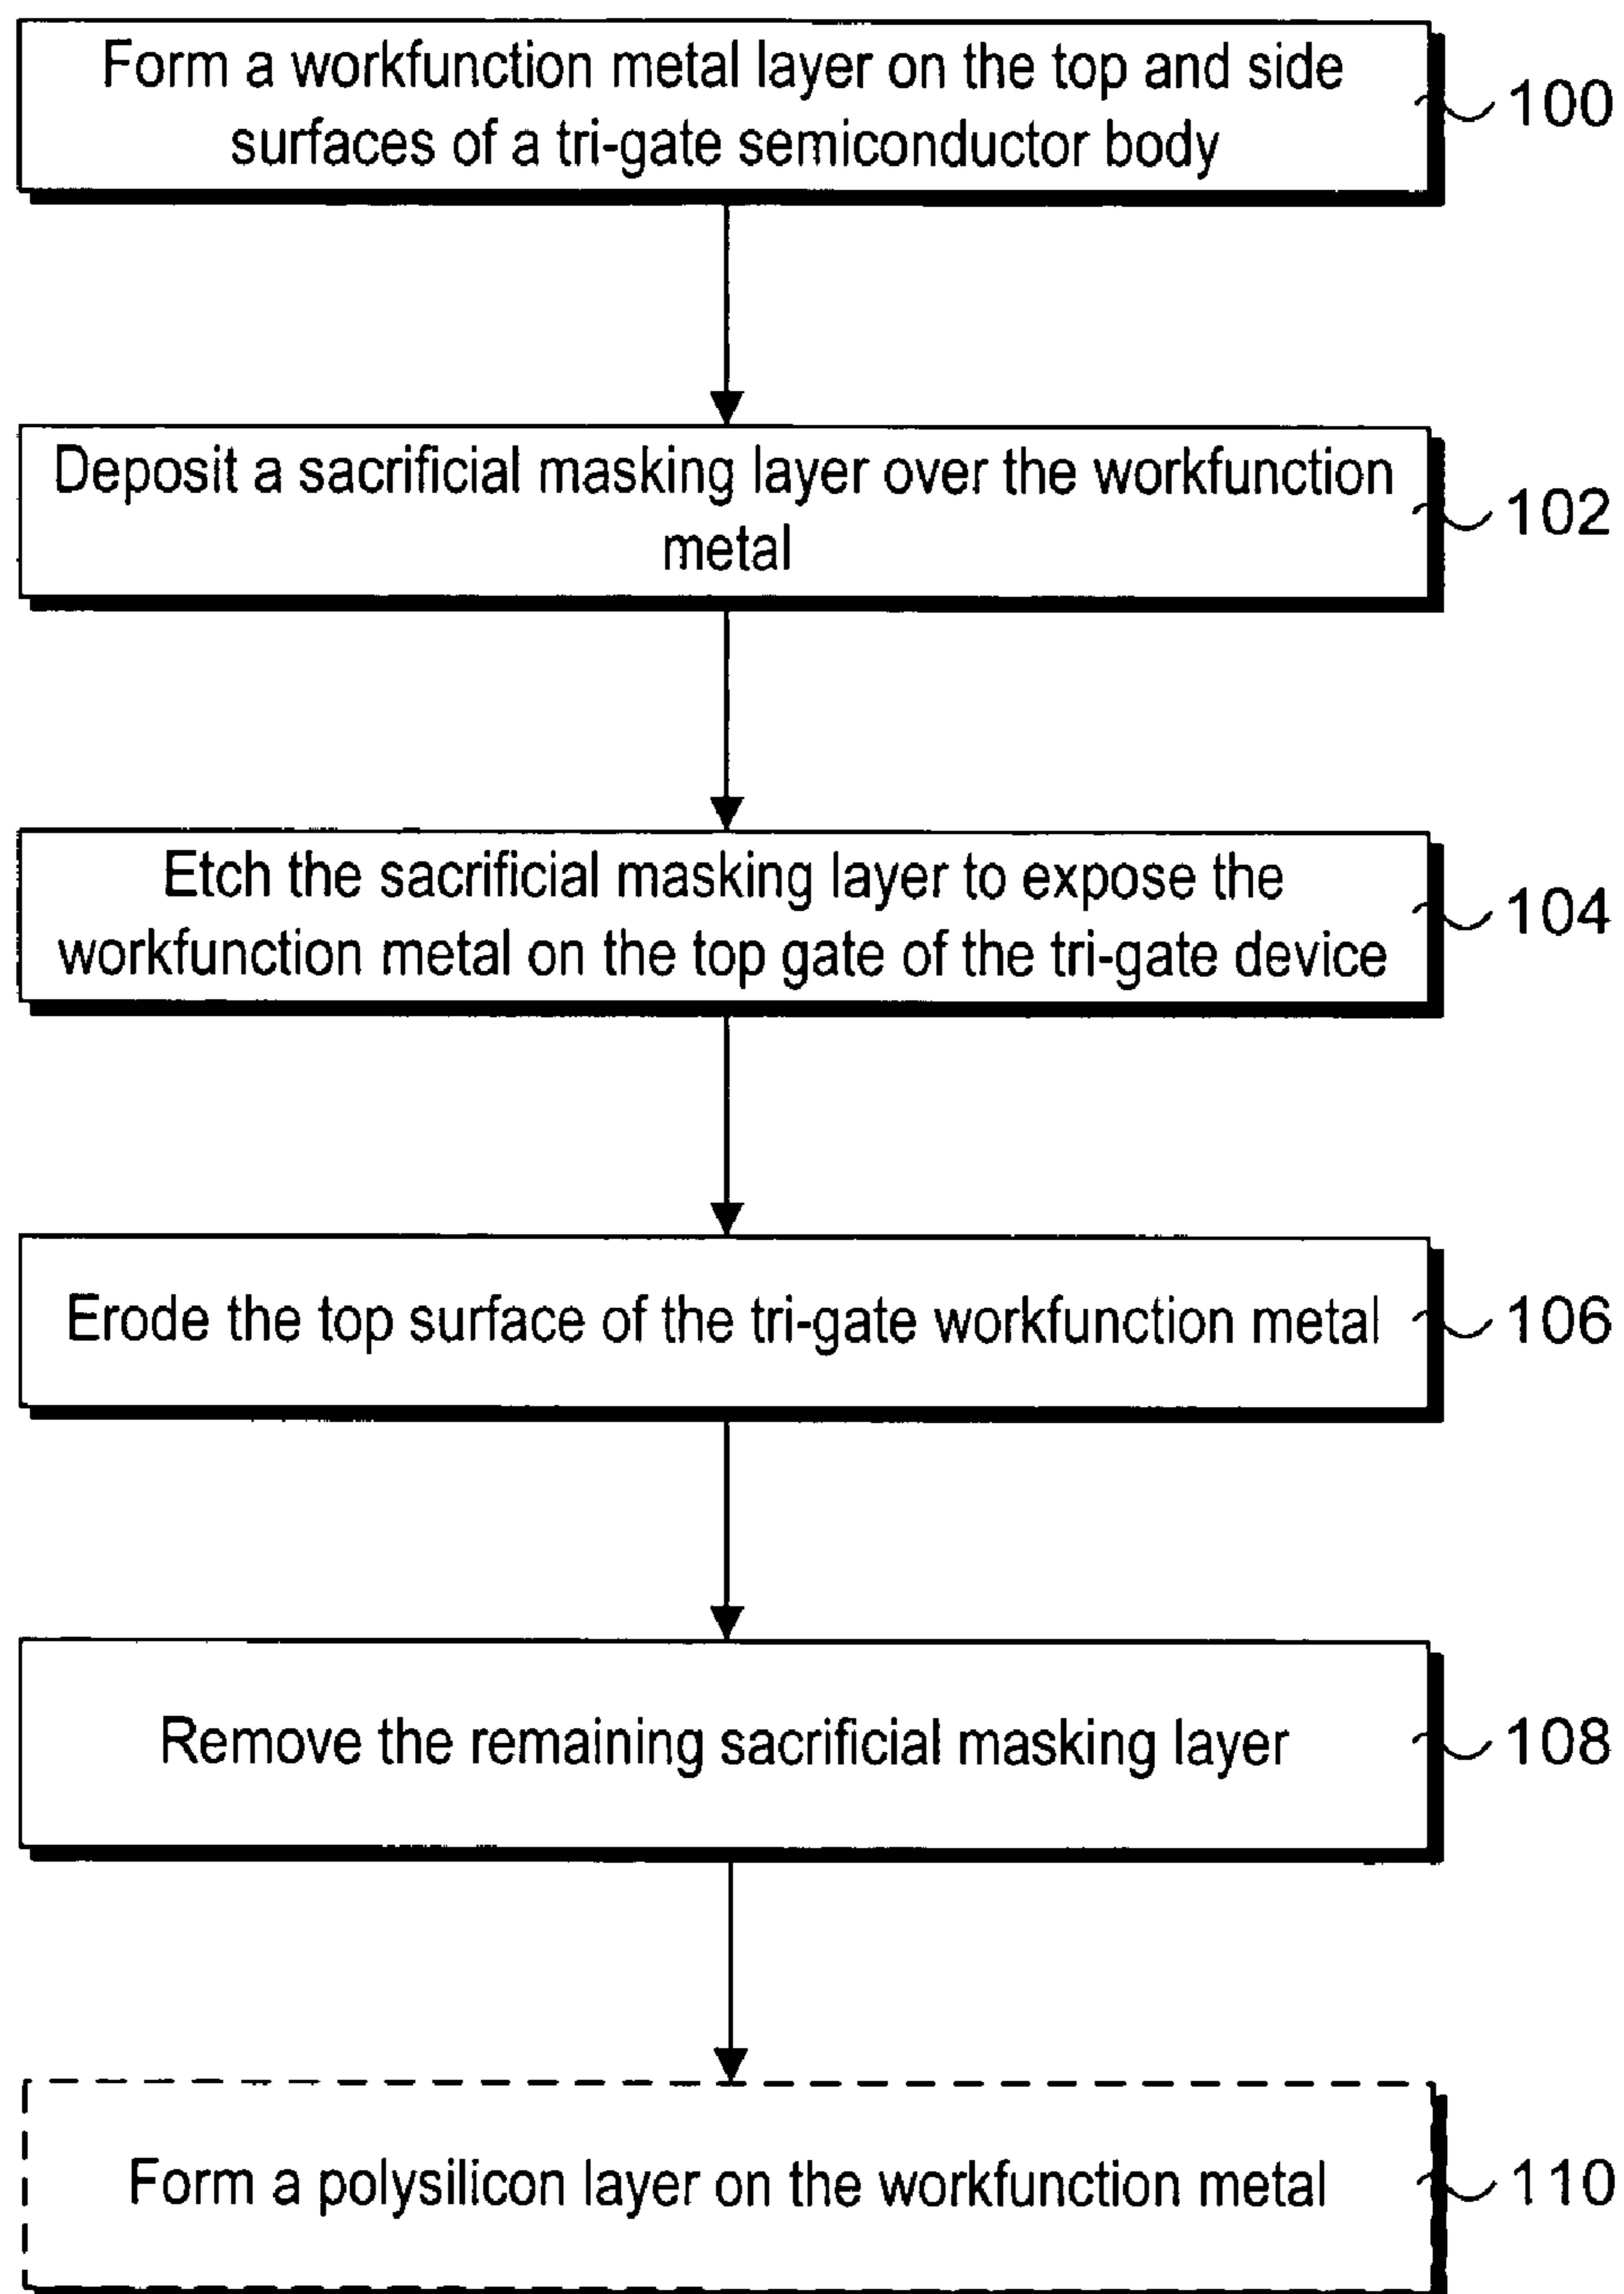 Form a workfunction metal layer on the top and side
surfaces of a tri-gate semiconductor body
100
Deposit a sacrificial masking layer over the workfunction
metal
102
Etch the sacrificial masking layer to expose the
workfunction metal on the top gate of the tri-gate device
104
Erode the top surface of the tri-gate workfunction metal
106
Remove the remaining sacrificial masking layer
108
Form a polysilicon layer on the workfunction metal
110